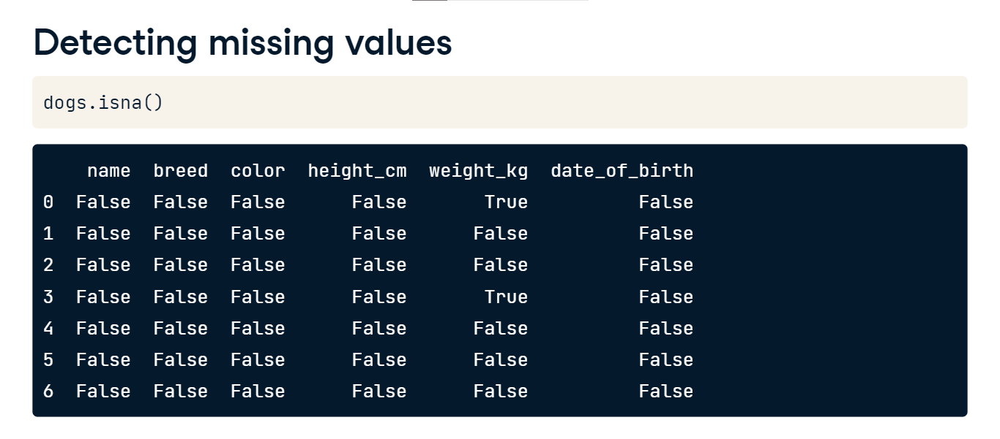 Detecting missing values
dogs.isna()
name breed color height_cm weight_kg date_of_birth
0 False False False False True False
1 False False False False False False
2 False False False False False False
3 False False False False True False
4 False False False False False False
5 False False False False False False
6 False False False False False False